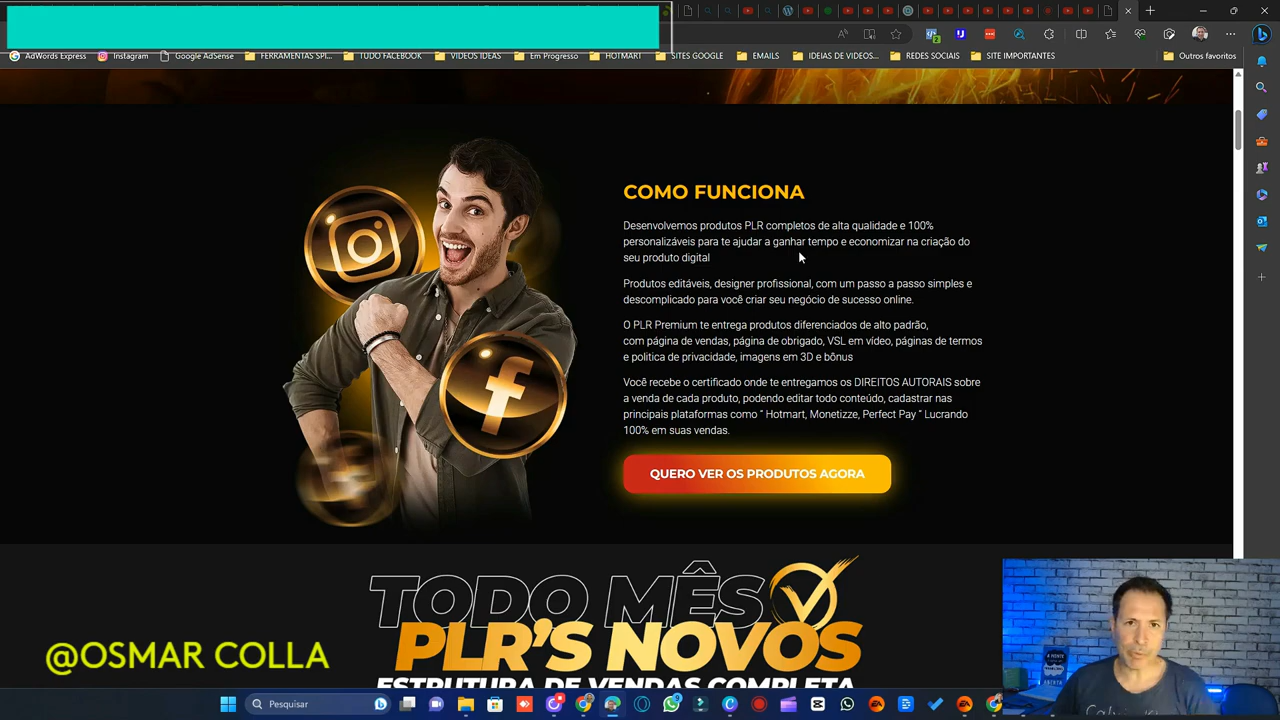 AdWords Express
Instagram
Google AdSense
FERRAMENTAS SPI...
TUDO FACEBOOK
VÍDEOS IDEIAS
Em Progresso
HOTMART
SITES GOOGLE
EMAILS
IDEIAS DE VIDEOS...
REDES SOCIAIS
SITE IMPORTANTES
Outros favoritos
COMO FUNCIONA
Desenvolvemos produtos PLR completos de alta qualidade e 100%
personalizáveis para te ajudar a ganhar tempo e economizar na criação do
seu produto digital
Produtos editáveis, designer profissional, com um passo a passo simples e
descomplicado para você criar seu negócio de sucesso online.
O PLR Premium te entrega produtos diferenciados de alto padrão,
com página de vendas, página de obrigado, VSL em vídeo, páginas de termos
e politica de privacidade, imagens em 3D e bônus
Você recebe o certificado onde te entregamos os DIREITOS AUTORAIS sobre
a venda de cada produto, podendo editar todo conteúdo, cadastrar nas
principais plataformas como " Hotmart, Monetizze, Perfect Pay " Lucrando
100% em suas vendas.
QUERO VER OS PRODUTOS AGORA
TODO MÊS
PLR'S NOVOS
ESTRUTURA DE VENDAS COMPLETA
@OSMAR COLLA
Pesquisar